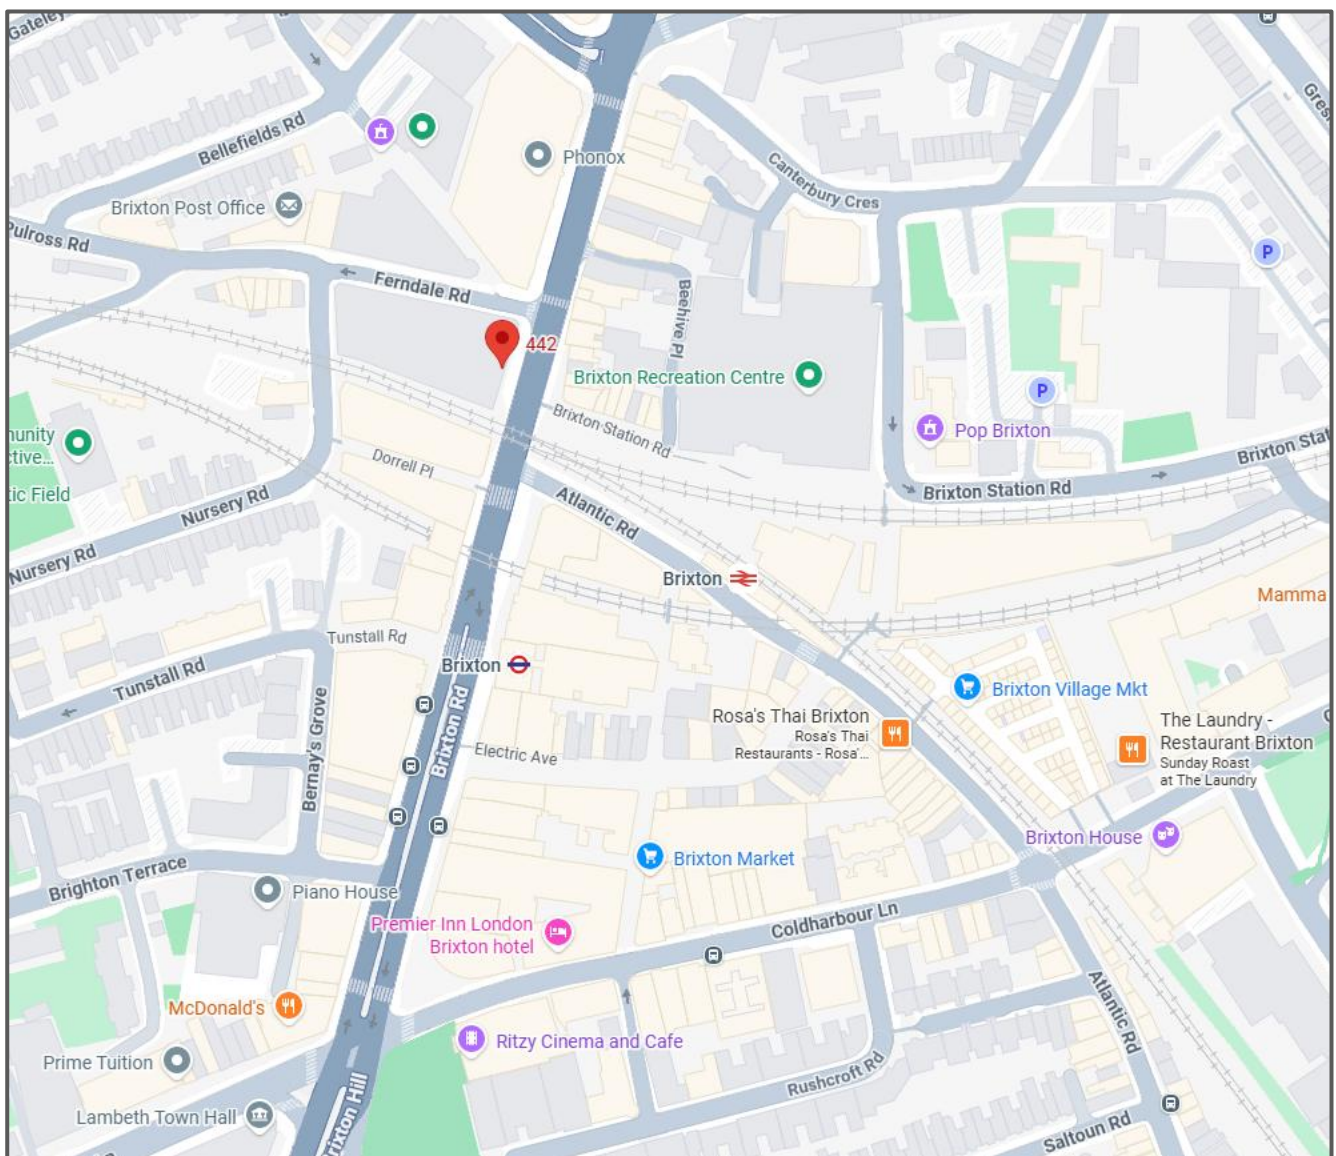 Gateley
Bellefields Rd
Phonox
Canterbury Cres
Gres
Brixton Post Office
Pulross Rd
Ferndale Rd
Beehive Pl
P
442
Brixton Recreation Centre
P
Pop Brixton
Brixton Station Rd
Brixton Stat
munity
ctive...
tic Field
Dorrell Pl
Nursery Rd
Atlantic Rd
Brixton Station Rd
Nursery Rd
Brixton
Mamma
Tunstall Rd
Tunstall Rd
Brixton
Brixton Rd
Brixton Village Mkt
Rosa's Thai Brixton
Rosa's Thai
Restaurants - Rosa'...
The Laundry -
Restaurant Brixton
Sunday Roast
at The Laundry
Bernay's Grove
Electric Ave
Brixton House
Brixton Market
Brighton Terrace
Piano House
Premier Inn London
Brixton hotel
Coldharbour Ln
McDonald's
Atlantic Rd
Ritzy Cinema and Cafe
Prime Tuition
Rushcroft Rd
Lambeth Town Hall
Brixton Hill
Saltoun Rd